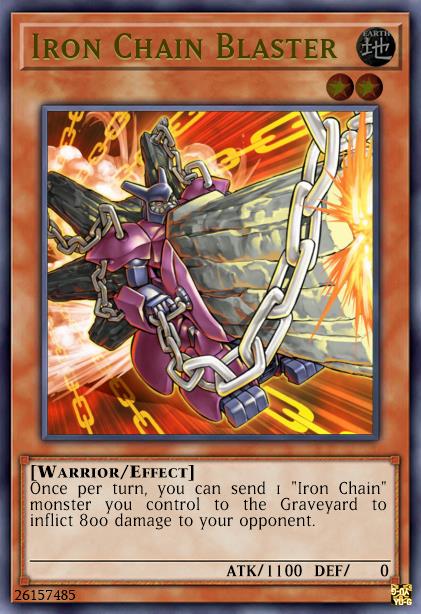 Iron Chain Blaster
EARTH
地
[Warrior/Effect]
Once per turn, you can send 1 "Iron Chain"
monster you control to the Graveyard to
inflict 800 damage to your opponent.
ATK/1100 DEF/ 0
26157485